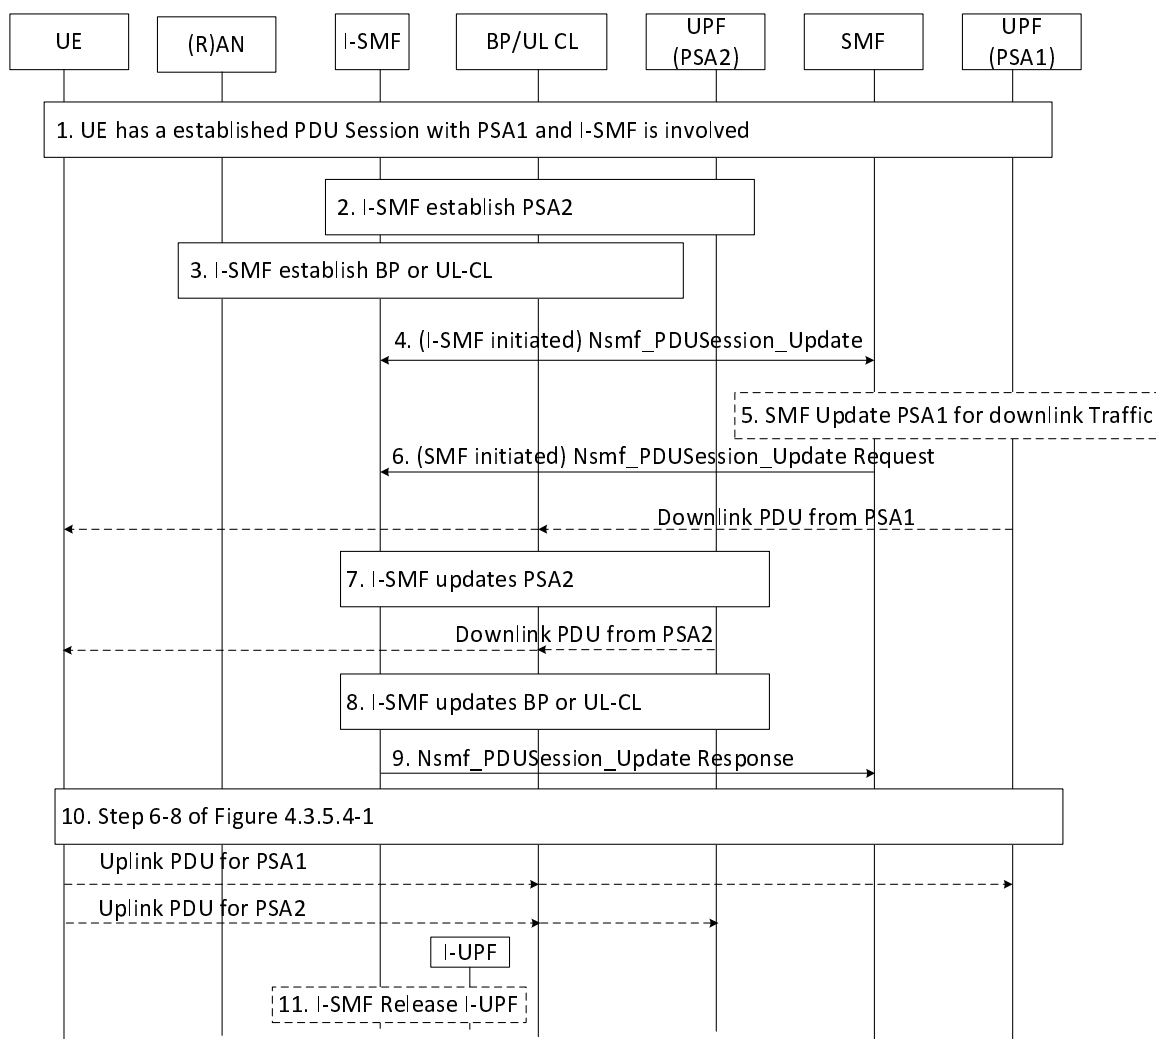 UE
(R)AN
I-SMF
BP/UL CL
UPF
(PSA2)
SMF
UPF
(PSA1)
1. UE has a established PDU Session with PSA1 and I-SMF is involved
2. I-SMF establish PSA2
3. I-SMF establish BP or UL-CL
4. (I-SMF initiated) Nsmf_PDUSession_Update
5. SMF Update PSA1 for downlink Traffic
6. (SMF initiated) Nsmf_PDUSession_Update Request
Downlink PDU from PSA1
7. I-SMF updates PSA2
Downlink PDU from PSA2
8. I-SMF updates BP or UL-CL
9. Nsmf_PDUSession_Update Response
10. Step 6-8 of Figure 4.3.5.4-1
Uplink PDU for PSA1
Uplink PDU for PSA2
I-UPF
11. I-SMF Release I-UPF